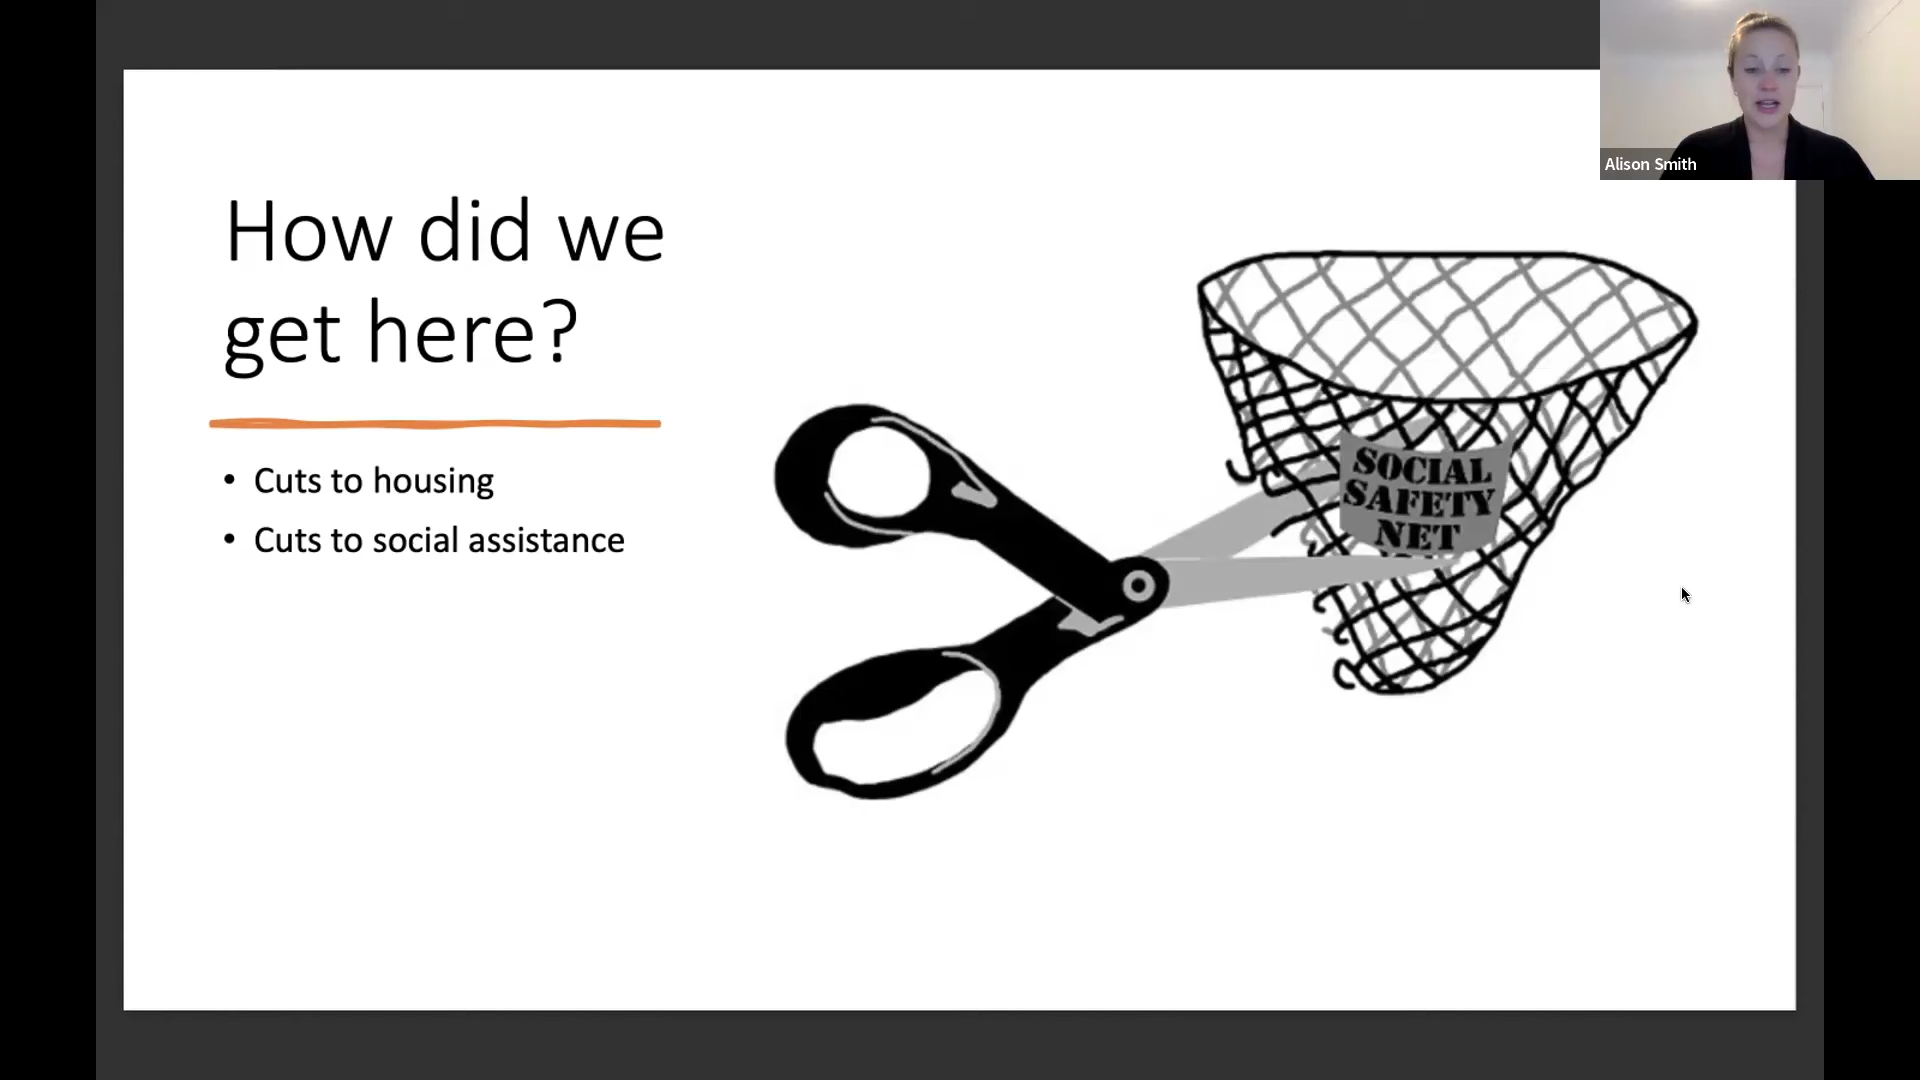 Alison Smith
How did we
get here?
• Cuts to housing
• Cuts to social assistance
SOCIAL
SAFETY
NET